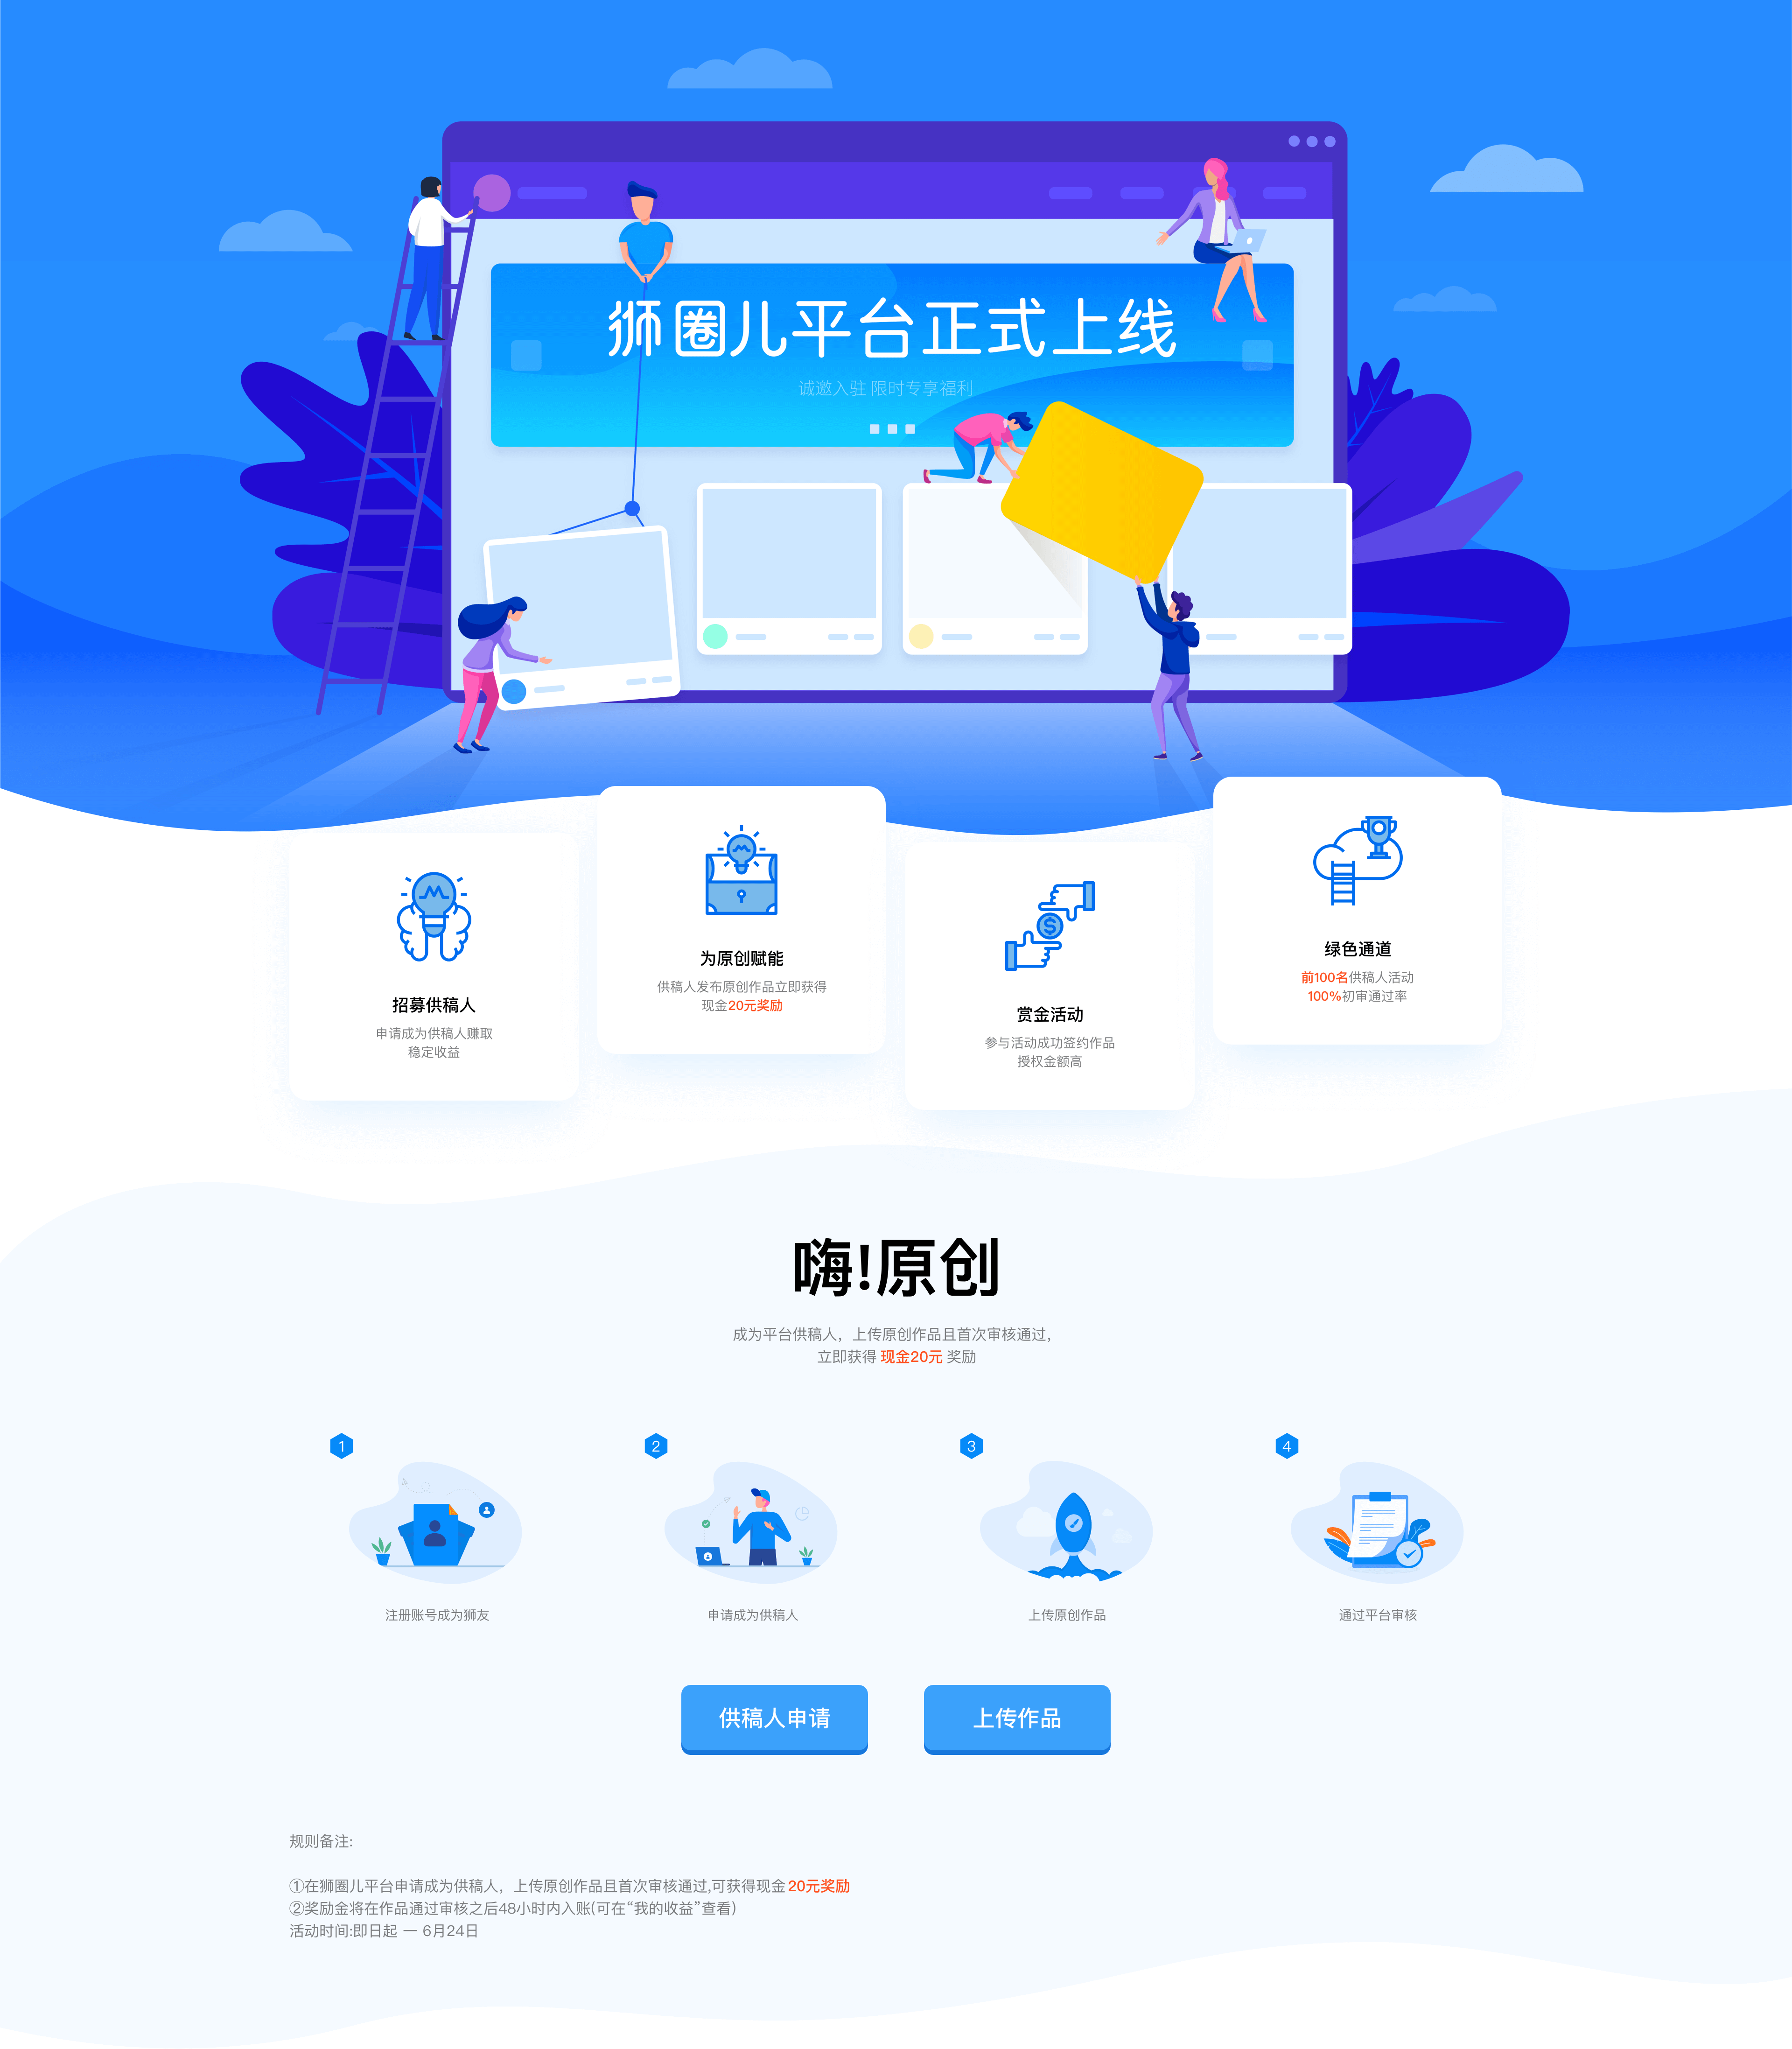 狮圈儿平台正式上线
诚邀入驻 限时专享福利
招募供稿人
申请成为供稿人赚取
稳定收益
为原创赋能
供稿人发布原创作品立即获得
现金20元奖励
赏金活动
参与活动成功签约作品
授权金额高
绿色通道
前100名供稿人活动
100%初审通过率
嗨!原创
成为平台供稿人，上传原创作品且首次审核通过，
立即获得 现金20元 奖励
1
2
3
4
注册账号成为狮友
申请成为供稿人
上传原创作品
通过平台审核
供稿人申请
上传作品
规则备注:
①在狮圈儿平台申请成为供稿人，上传原创作品且首次审核通过,可获得现金20元奖励
②奖励金将在作品通过审核之后48小时内入账(可在“我的收益”查看)
活动时间:即日起 — 6月24日